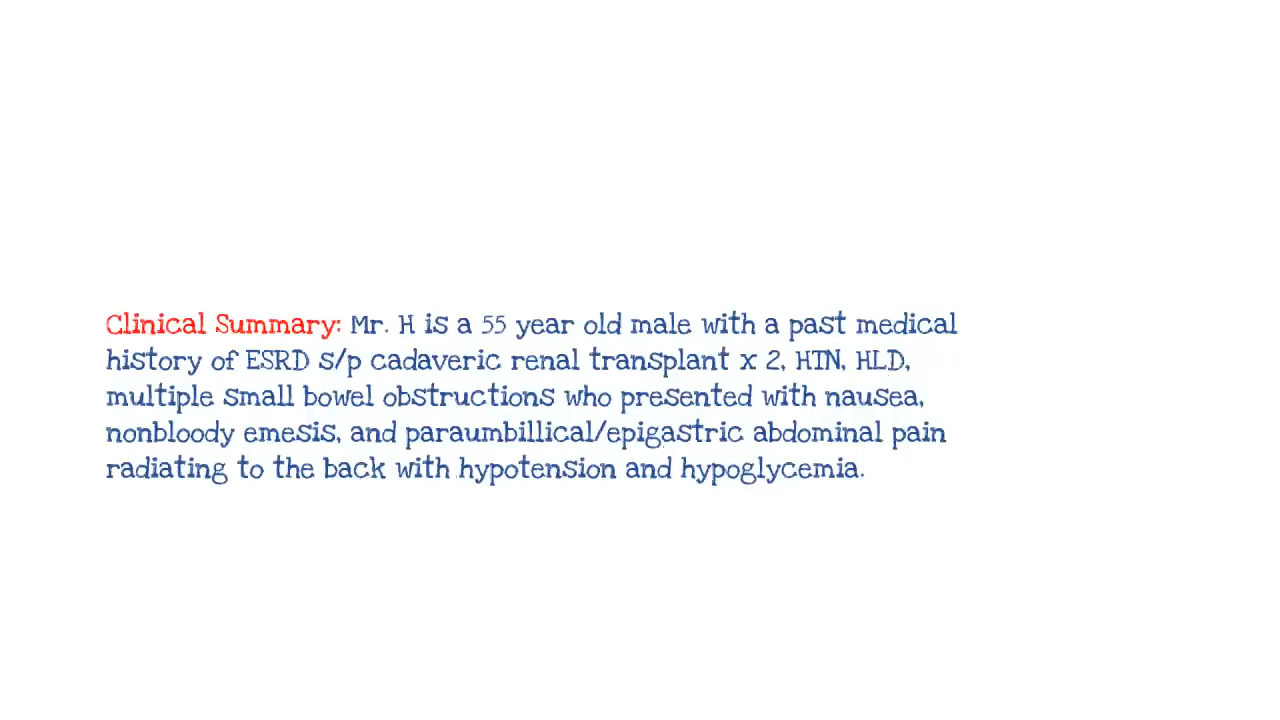 Clinical Summary: Mr. H is a 55 year old male with a past medical
history of ESRD s/p cadaveric renal transplant x 2, HTN, HLD,
multiple small bowel obstructions who presented with nausea,
nonbloody emesis, and paraumbillical/epigastric abdominal pain
radiating to the back with hypotension and hypoglycemia.